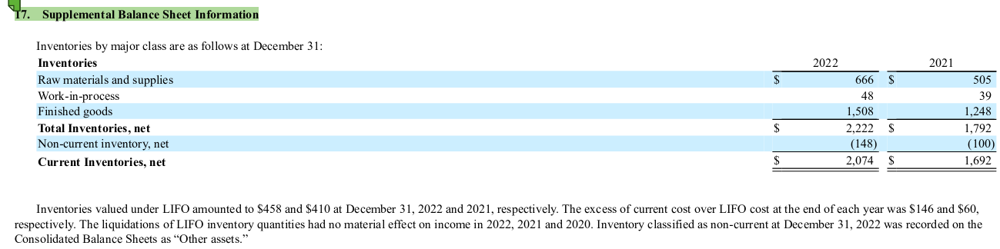 17. Supplemental Balance Sheet Information
Inventories by major class are as follows at December 31:
Inventories 2022 2021
Raw materials and supplies $ 666 $ 505
Work-in-process 48 39
Finished goods 1,508 1,248
Total Inventories, net $ 2,222 $ 1,792
Non-current inventory, net (148) (100)
Current Inventories, net $ 2,074 $ 1,692
Inventories valued under LIFO amounted to $458 and $410 at December 31, 2022 and 2021, respectively. The excess of current cost over LIFO cost at the end of each year was $146 and $60,
respectively. The liquidations of LIFO inventory quantities had no material effect on income in 2022, 2021 and 2020. Inventory classified as non-current at December 31, 2022 was recorded on the
Consolidated Balance Sheets as “Other assets.”